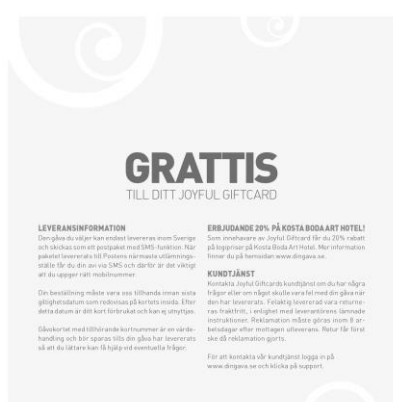 GRATTIS
TILL DITT JOYFUL GIFTCARD
LEVERANSINFORMATION
Den gåva du väljer kan endast levereras inom Sverige
och skickas som ett postpaket med SMS-funktion. När
paketet levererats till Postens närmaste utlämnings-
ställe får du din avi via SMS och därför är det viktigt
att du uppger rätt mobilnummer.
Din beställning måste vara oss tillhanda innan sista
giltighetsdatum som redovisas på kortets insida. Efter
detta datum är ditt kort förbrukat och kan ej utnyttjas.
Gåvokortet med tillhörande kortnummer är en värde-
handling och bör sparas tills din gåva har levererats
så att du lättare kan få hjälp vid eventuella frågor.
ERBJUDANDE 20% PÅ KOSTA BODA ART HOTEL!
Som innehavare av Joyful Giftcard får du 20% rabatt
på logipriser på Kosta Boda Art Hotel. Mer information
finner du på hemsidan www.dingava.se.
KUNDTJÄNST
Kontakta Joyful Giftcards kundtjänst om du har några
frågor eller om något skulle vara fel med din gåva när
den har levererats. Felaktig levererad vara returne-
ras fraktfritt, i enlighet med leverantörens lämnade
instruktioner. Reklamation måste göras inom 8 ar-
betsdagar efter mottagen leverans. Retur får först
ske då reklamation gjorts.
För att kontakta vår kundtjänst logga in på
www.dingava.se och klicka på support.